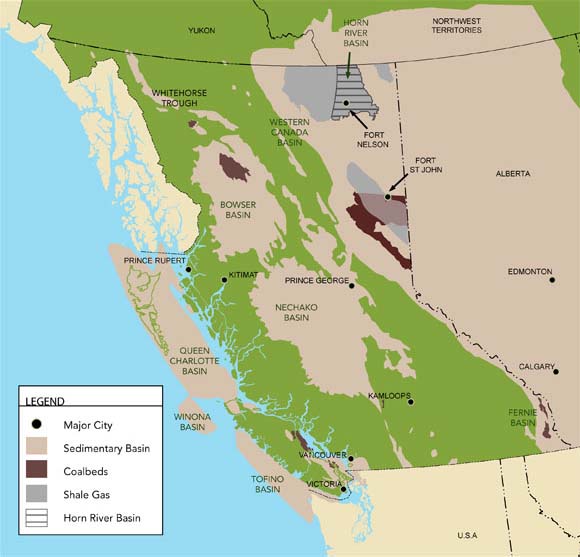 HORN
RIVER
BASIN
NORTHWEST
TERRITORIES
YUKON
WHITEHORSE
TROUGH
WESTERN
CANADA
BASIN
FORT
NELSON
FORT
ST JOHN
ALBERTA
BOWSER
BASIN
PRINCE RUPERT
KITIMAT
PRINCE GEORGE
EDMONTON
NECHAKO
BASIN
QUEEN
CHARLOTTE
BASIN
CALGARY
KAMLOOPS
FERNIE
BASIN
WINONA
BASIN
VANCOUVER
TOFINO
BASIN
VICTORIA
U.S.A
LEGEND
Major City
Sedimentary Basin
Coalbeds
Shale Gas
Horn River Basin